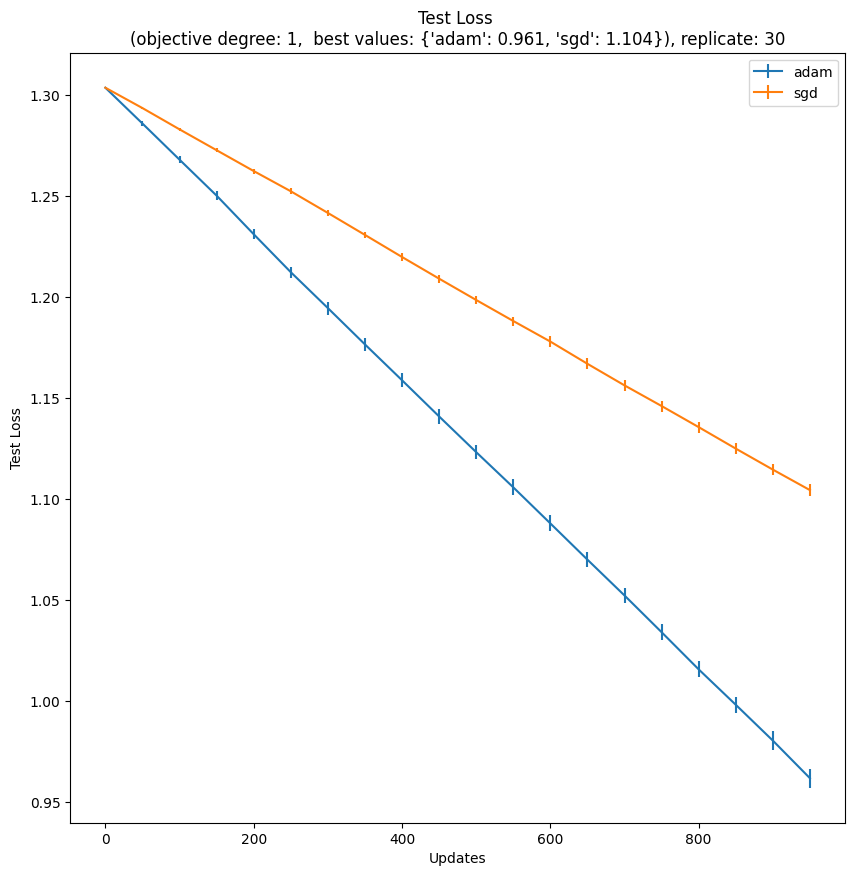 Test Loss
(objective degree: 1,  best values: {'adam': 0.961, 'sgd': 1.104}), replicate: 30
adam
sgd
1.30
1.25
1.20
1.15
1.10
1.05
1.00
0.95
Test Loss
0
200
400
600
800
Updates